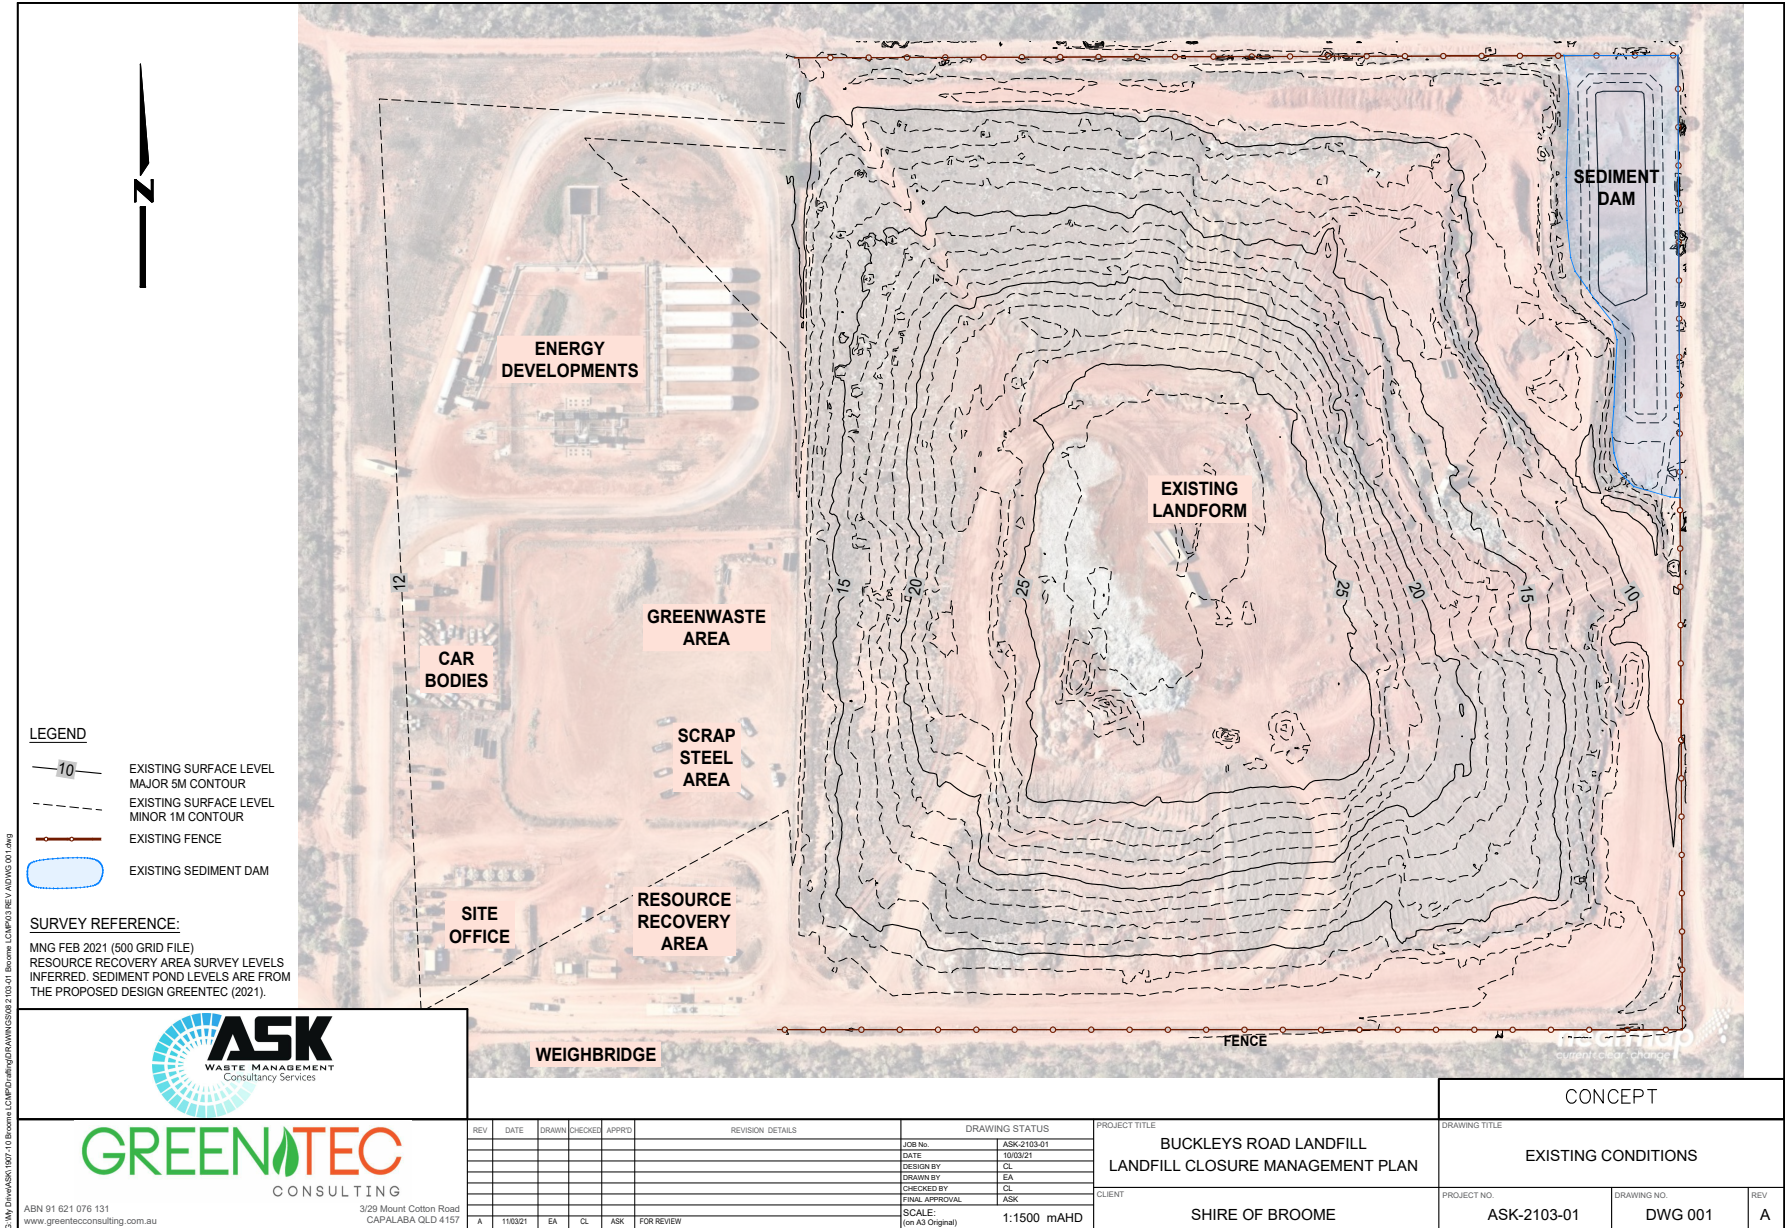 N
SEDIMENT
DAM
ENERGY
DEVELOPMENTS
EXISTING
LANDFORM
12
15
20
25
25
20
15
10
GREENWASTE
AREA
CAR
BODIES
SCRAP
STEEL
AREA
SITE
OFFICE
RESOURCE
RECOVERY
AREA
WEIGHBRIDGE
FENCE
nearmap
current : clear : change
LEGEND
10
EXISTING SURFACE LEVEL
MAJOR 5M CONTOUR
EXISTING SURFACE LEVEL
MINOR 1M CONTOUR
EXISTING FENCE
EXISTING SEDIMENT DAM
SURVEY REFERENCE:
MNG FEB 2021 (500 GRID FILE)
RESOURCE RECOVERY AREA SURVEY LEVELS
INFERRED. SEDIMENT POND LEVELS ARE FROM
THE PROPOSED DESIGN GREENTEC (2021).
ASK
WASTE MANAGEMENT
Consultancy Services
GREENTEC
CONSULTING
ABN 91 621 076 131
www.greentecconsulting.com.au
3/29 Mount Cotton Road
CAPALABA QLD 4157
REV DATE DRAWN CHECKED APPR'D REVISION DETAILS
A 11/03/21 EA CL ASK FOR REVIEW
DRAWING STATUS
JOB No. ASK-2103-01
DATE 10/03/21
DESIGN BY CL
DRAWN BY EA
CHECKED BY CL
FINAL APPROVAL ASK
SCALE:
(on A3 Original) 1:1500 mAHD
PROJECT TITLE
BUCKLEYS ROAD LANDFILL
LANDFILL CLOSURE MANAGEMENT PLAN
CLIENT
SHIRE OF BROOME
CONCEPT
DRAWING TITLE
EXISTING CONDITIONS
PROJECT NO.
ASK-2103-01
DRAWING NO.
DWG 001
REV
A